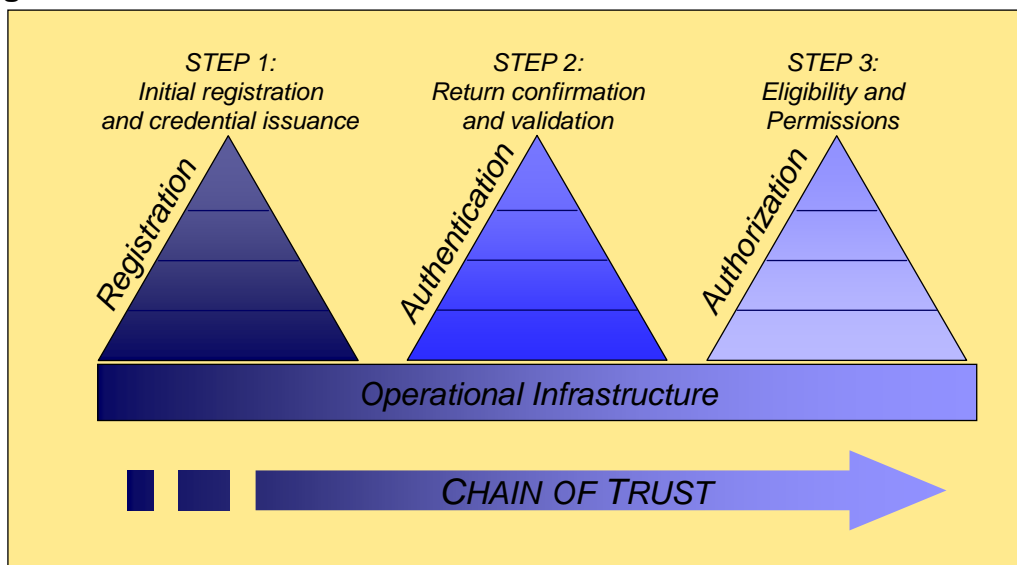 STEP 1:
Initial registration
and credential issuance
STEP 2:
Return confirmation
and validation
STEP 3:
Eligibility and
Permissions
Registration
Authentication
Authorization
Operational Infrastructure
CHAIN OF TRUST